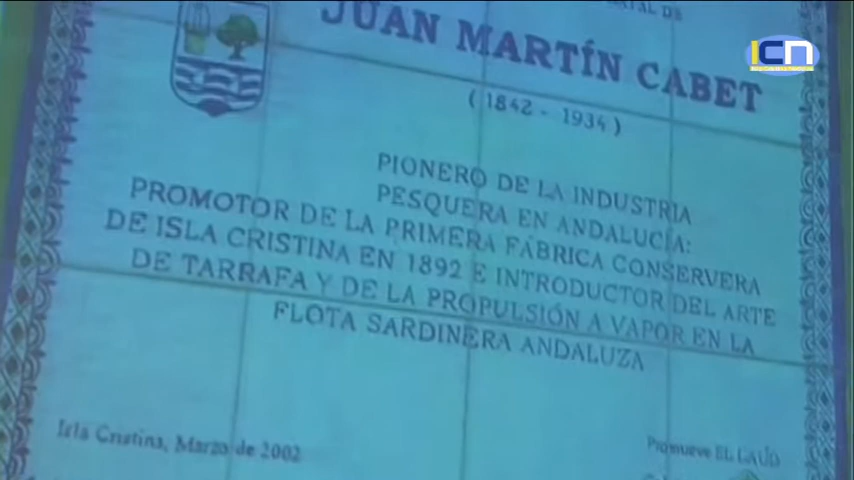 NATAL DE
JUAN MARTÍN CABET
(1842 - 1934)
PIONERO DE LA INDUSTRIA
PESQUERA EN ANDALUCÍA:
PROMOTOR DE LA PRIMERA FÁBRICA CONSERVERA
DE ISLA CRISTINA EN 1892 E INTRODUCTOR DEL ARTE
DE TARRAFA Y DE LA PROPULSIÓN A VAPOR EN LA
FLOTA SARDINERA ANDALUZA
Isla Cristina, Marzo de 2002
Promueve EL LAÚD
ICN